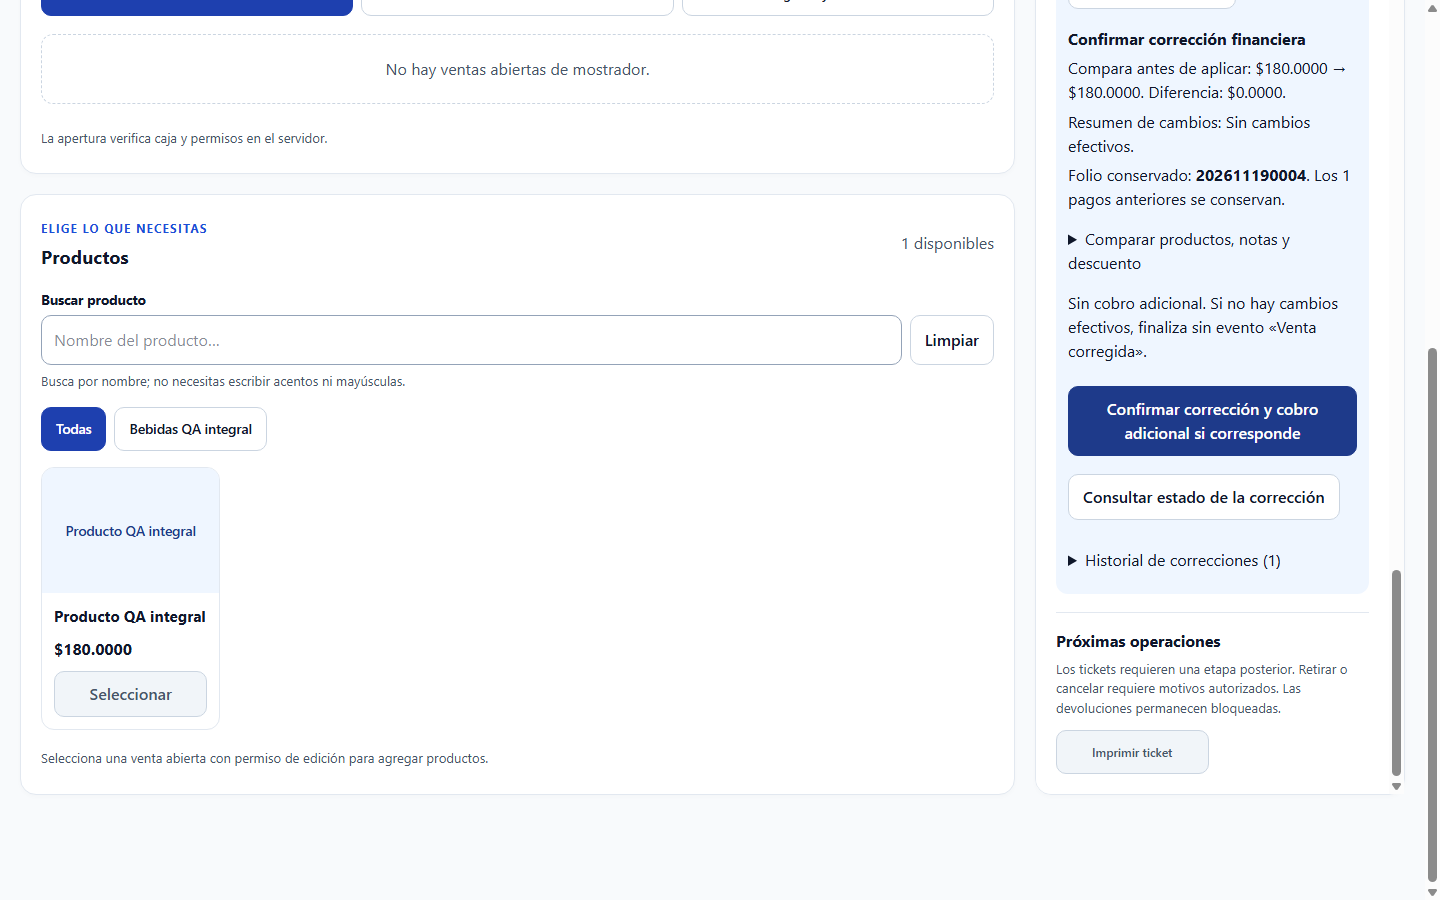 No hay ventas abiertas de mostrador.
La apertura verifica caja y permisos en el servidor.
ELIGE LO QUE NECESITAS
Productos
1 disponibles
Buscar producto
Nombre del producto...
Limpiar
Busca por nombre; no necesitas escribir acentos ni mayúsculas.
Todas
Bebidas QA integral
Producto QA integral
Producto QA integral
$180.0000
Seleccionar
Selecciona una venta abierta con permiso de edición para agregar productos.
Confirmar corrección financiera
Compara antes de aplicar: $180.0000 →
$180.0000. Diferencia: $0.0000.
Resumen de cambios: Sin cambios
efectivos.
Folio conservado: 202611190004. Los 1
pagos anteriores se conservan.
Comparar productos, notas y
descuento
Sin cobro adicional. Si no hay cambios
efectivos, finaliza sin evento «Venta
corregida».
Confirmar corrección y cobro
adicional si corresponde
Consultar estado de la corrección
Historial de correcciones (1)
Próximas operaciones
Los tickets requieren una etapa posterior. Retirar o
cancelar requiere motivos autorizados. Las
devoluciones permanecen bloqueadas.
Imprimir ticket